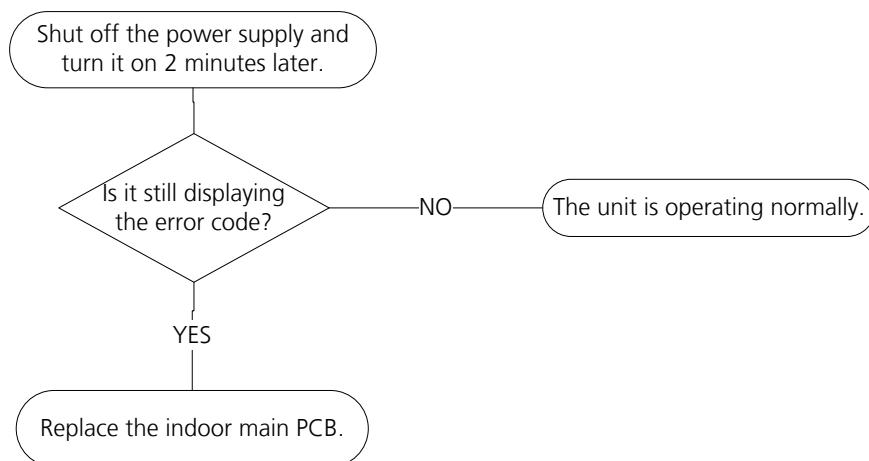 Shut off the power supply and
turn it on 2 minutes later.
Is it still displaying
the error code?
NO
The unit is operating normally.
YES
Replace the indoor main PCB.